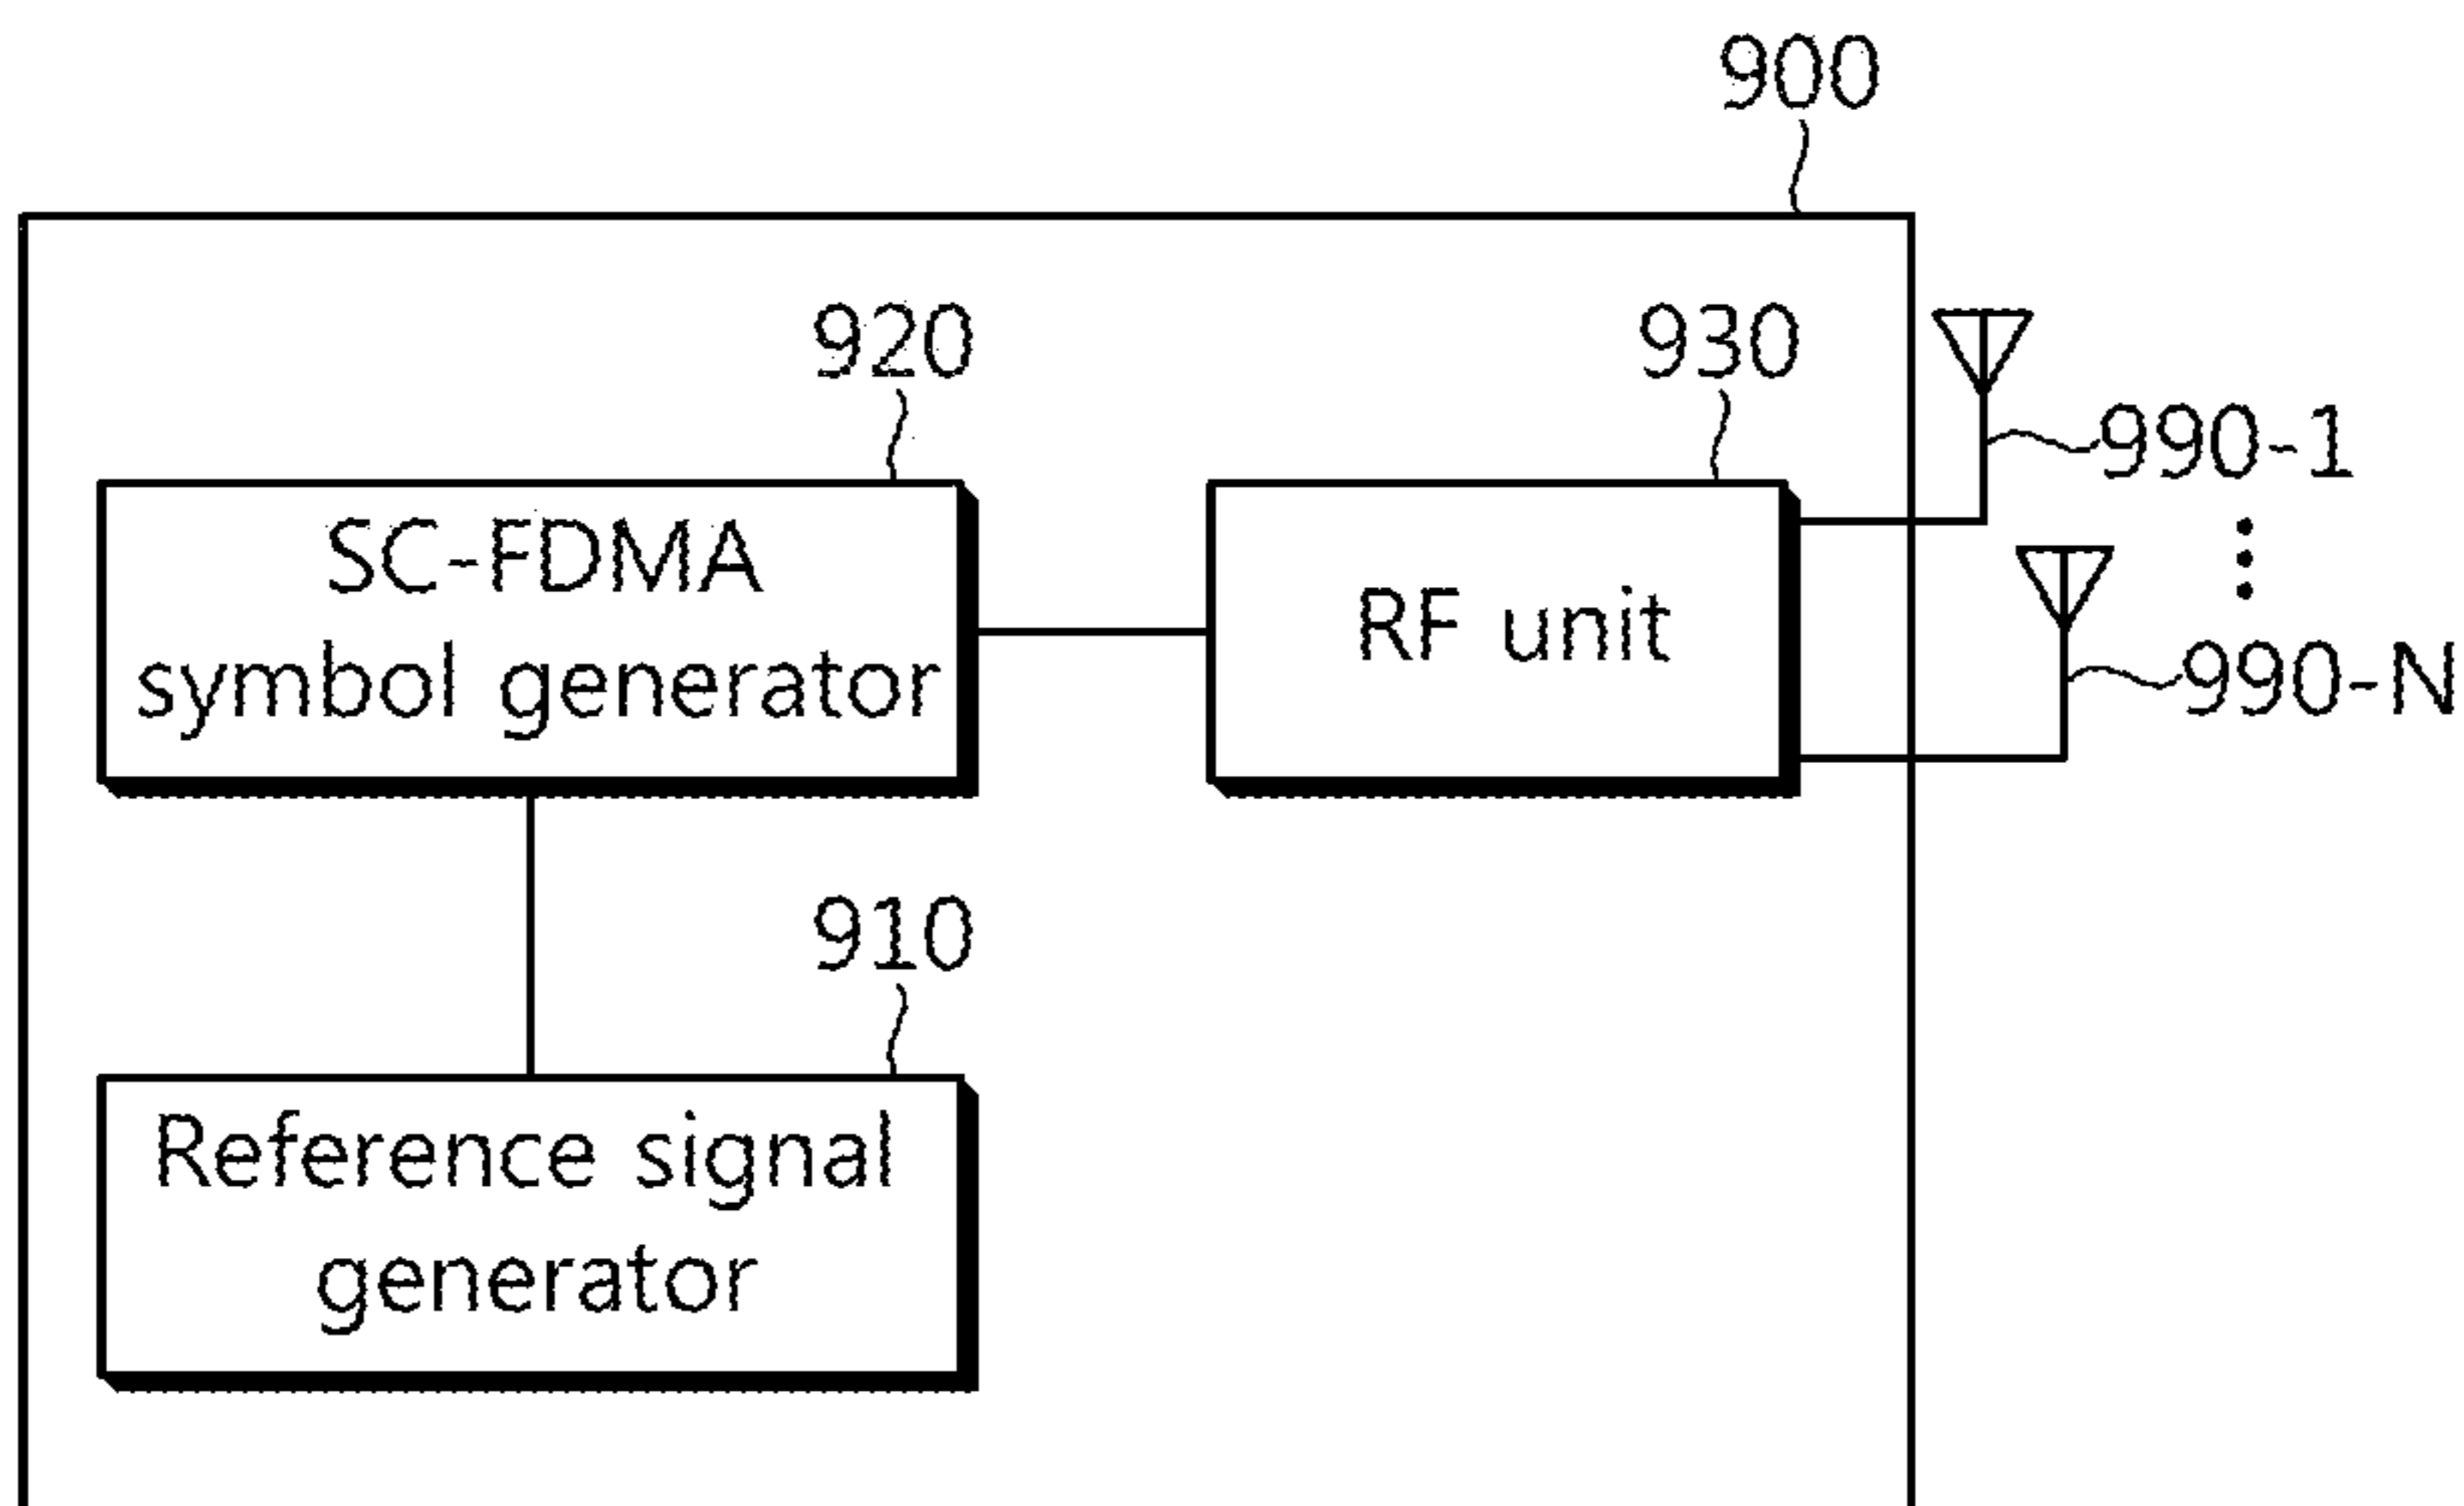 900
920
930
990-1
SC-FDMA
symbol generator
RF unit
990-N
910
Reference signal
generator